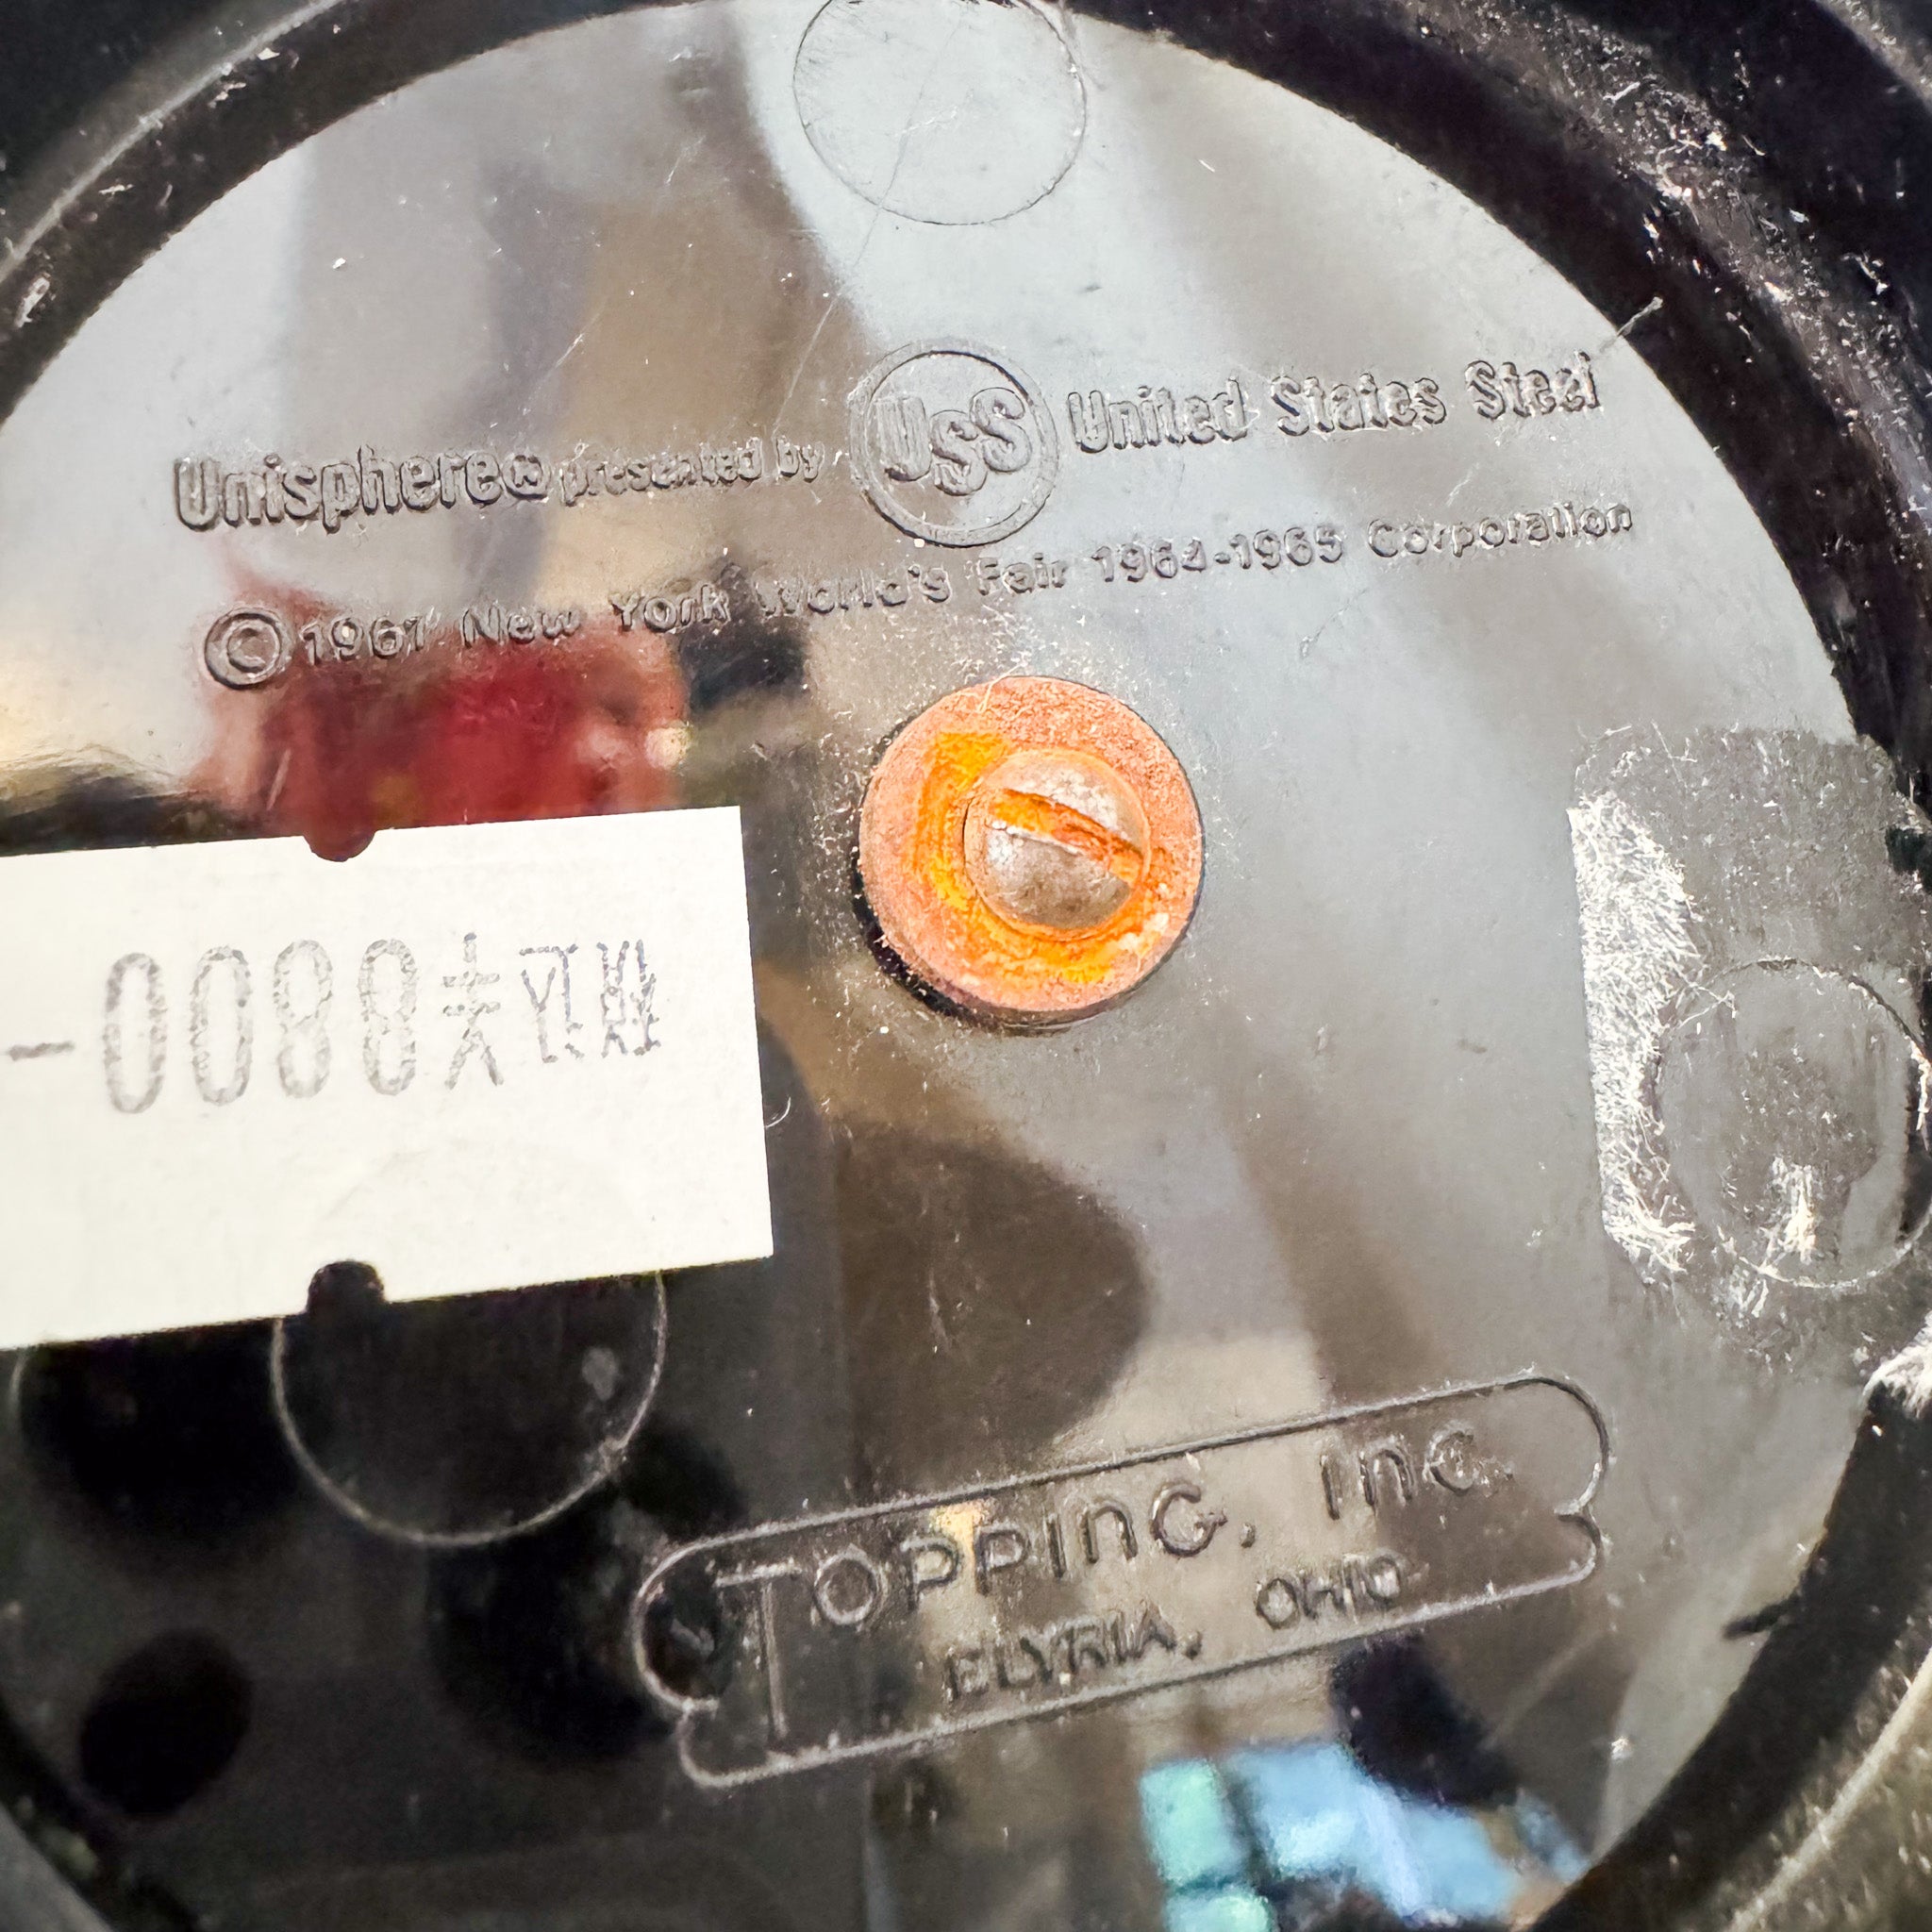 Unisphere® presented by USS United States Steel
© 1961 New York World's Fair 1964-1965 Corporation
-0088
TOPPING, Inc.
ELYRIA, OHIO